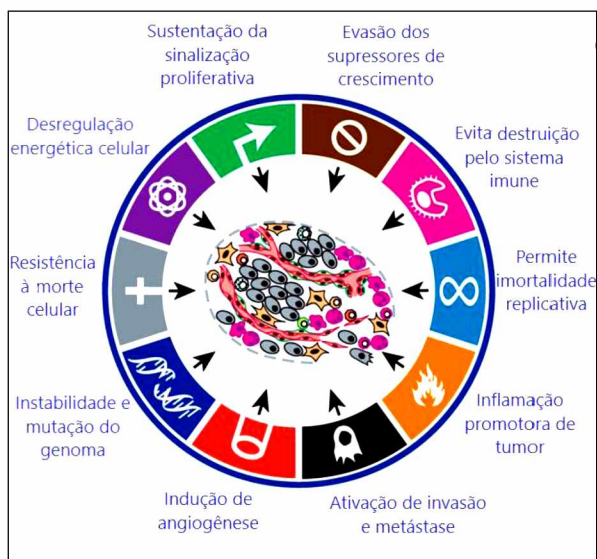 Sustentação da
sinalização
proliferativa
Evasão dos
supressores de
crescimento
Desregulação
energética celular
Evita destruição
pelo sistema
imune
Resistência
à morte
celular
Permite
imortalidade
replicativa
Instabilidade e
mutação do
genoma
Inflamação
promotora de
tumor
Indução de
angiogênese
Ativação de invasão
e metástase